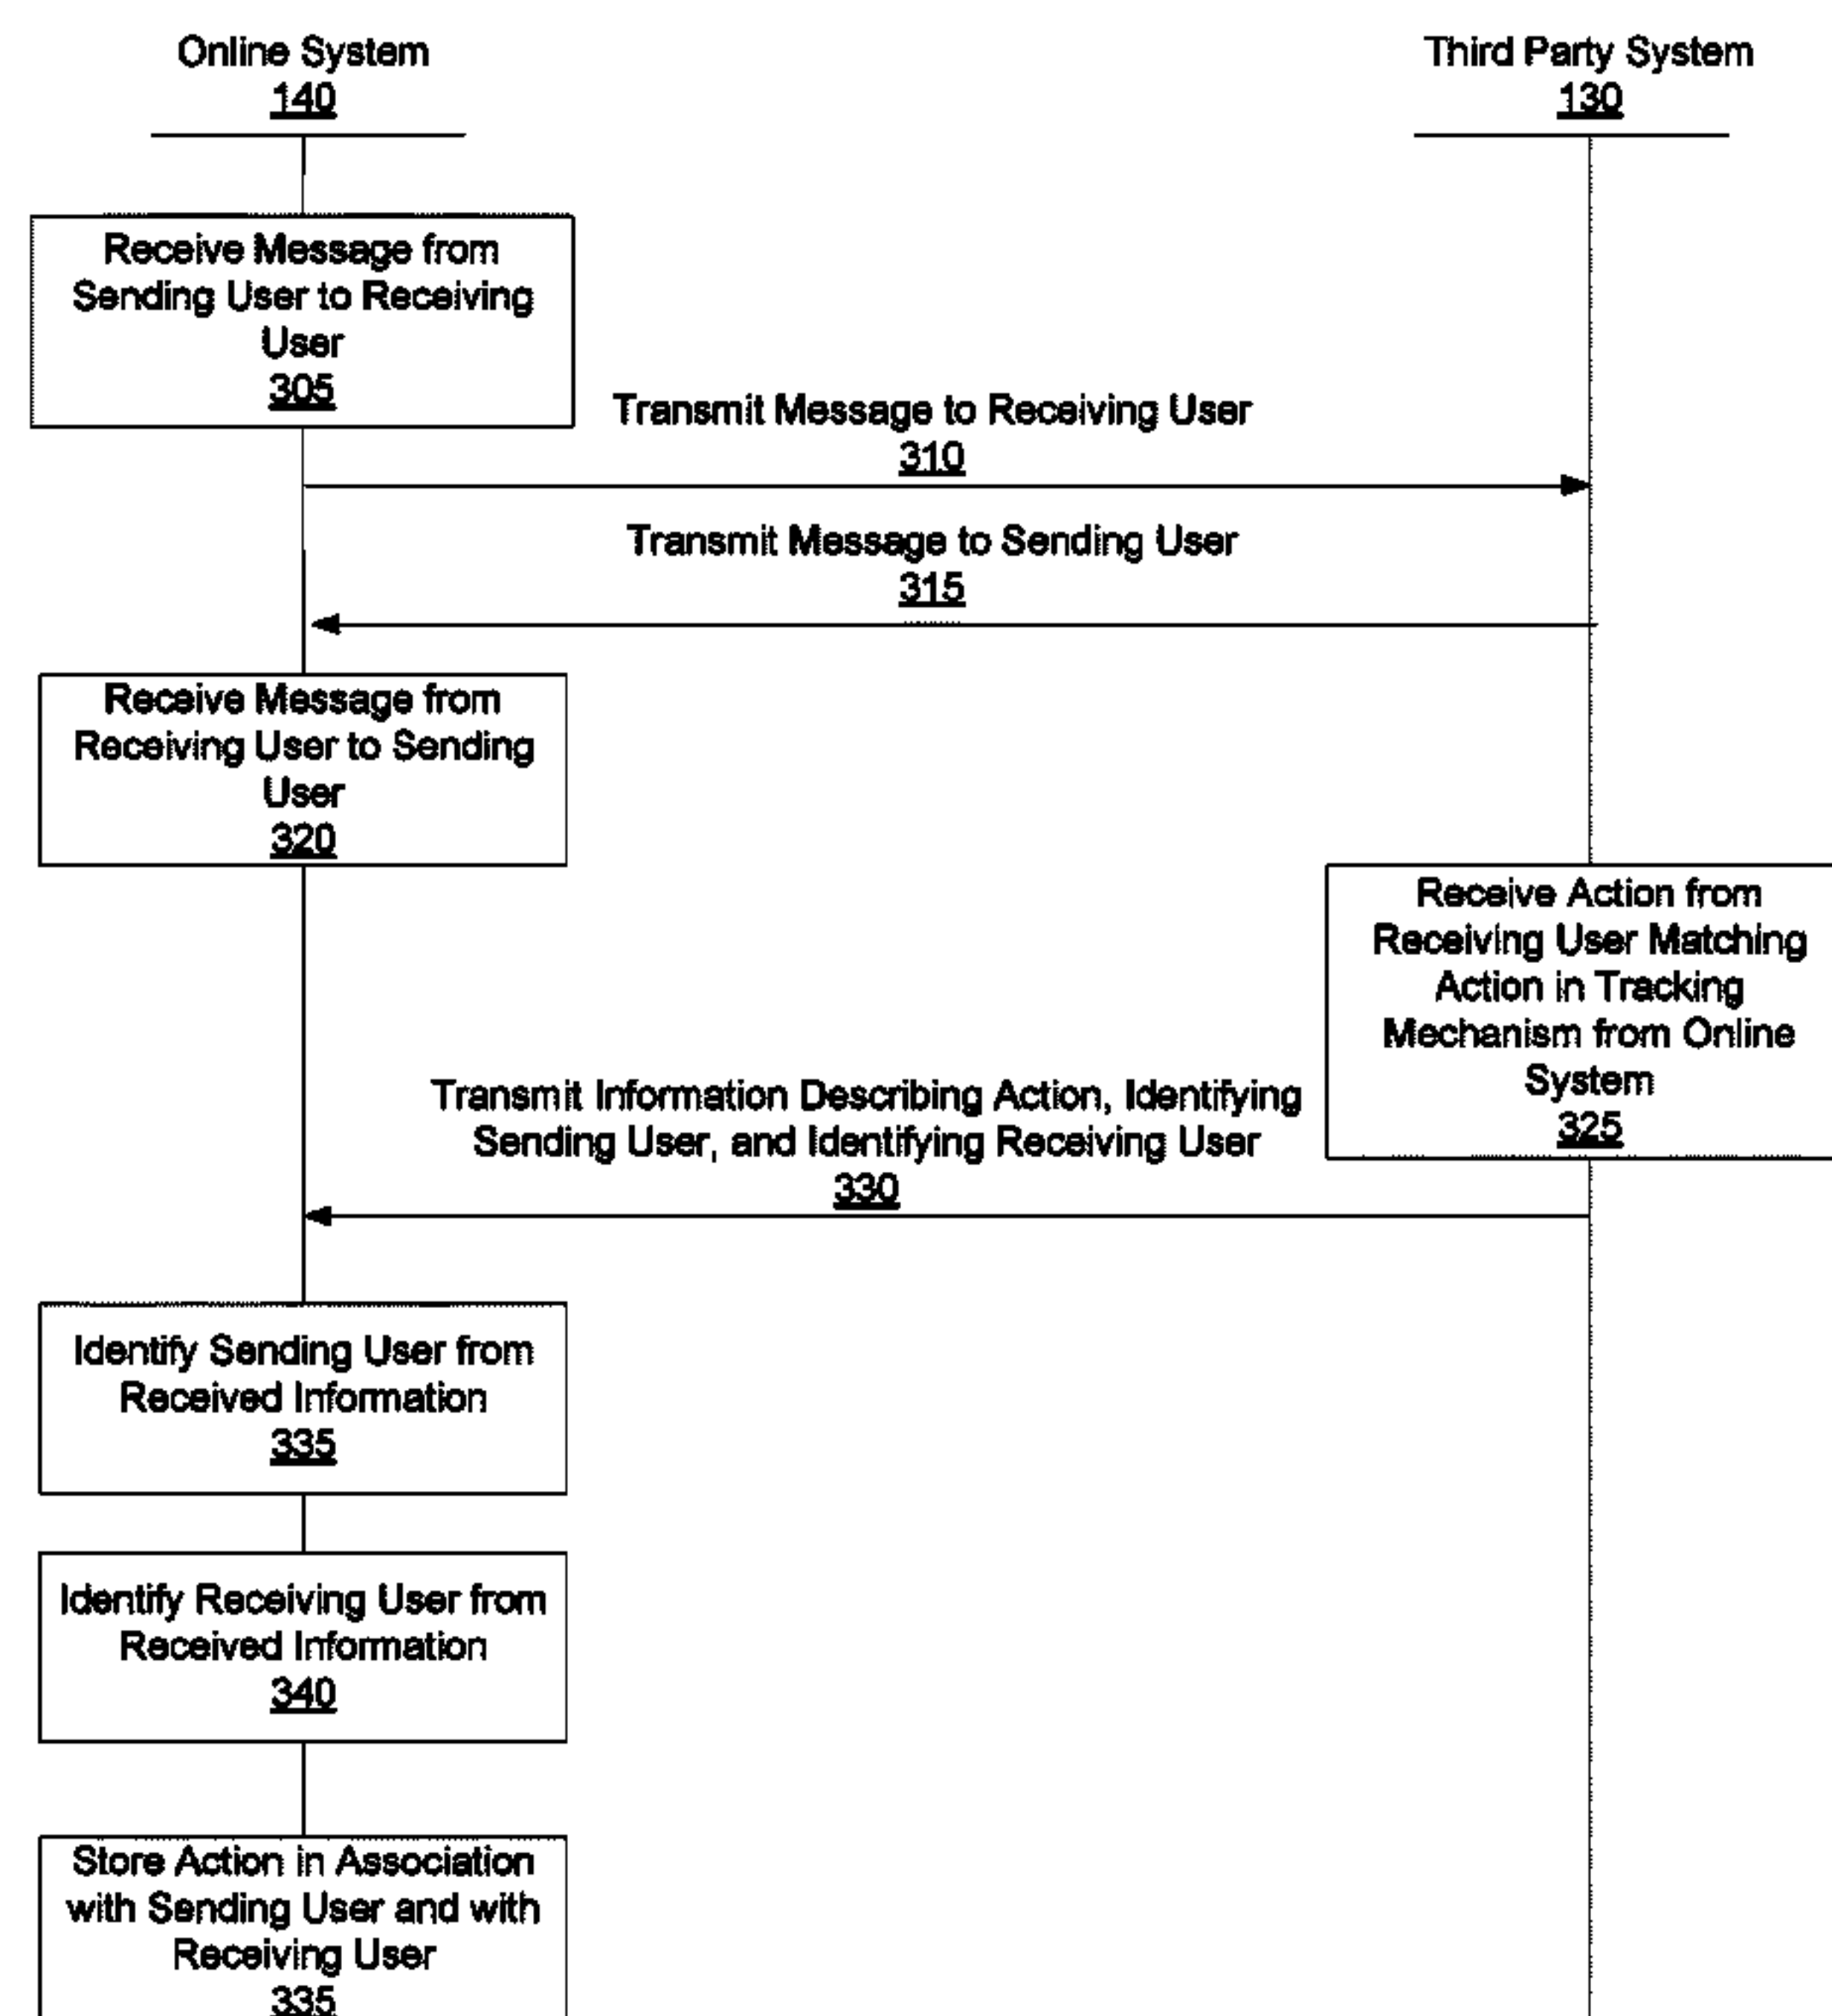 Online System
140
Third Party System
130
Receive Message from
Sending User to Receiving
User
305
Transmit Message to Receiving User
310
Transmit Message to Sending User
315
Receive Message from
Receiving User to Sending
User
320
Receive Action from
Receiving User Matching
Action in Tracking
Mechanism from Online
System
325
Transmit Information Describing Action, Identifying
Sending User, and Identifying Receiving User
330
Identify Sending User from
Received Information
335
Identify Receiving User from
Received Information
340
Store Action in Association
with Sending User and with
Receiving User
335